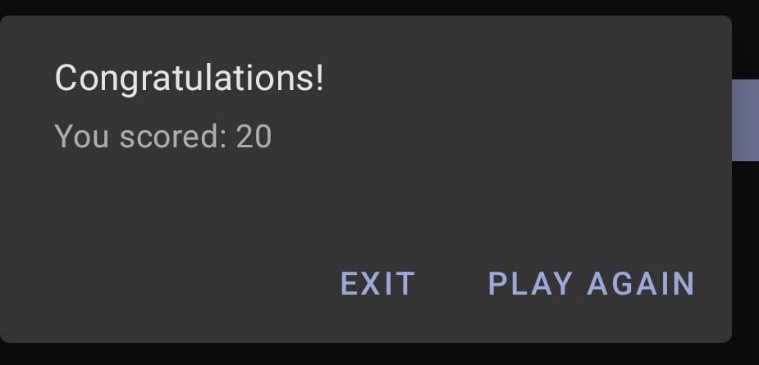 Congratulations!
You scored: 20
EXIT PLAY AGAIN